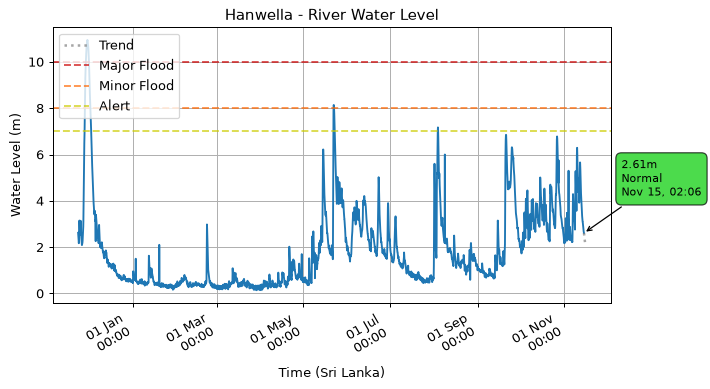 Hanwella - River Water Level
Trend
Major Flood
Minor Flood
Alert
Water Level (m)
10
8
6
4
2
0
2.61m
Normal
Nov 15, 02:06
01 Jan
00:00
01 Mar
00:00
01 May
00:00
01 Jul
00:00
01 Sep
00:00
01 Nov
00:00
Time (Sri Lanka)